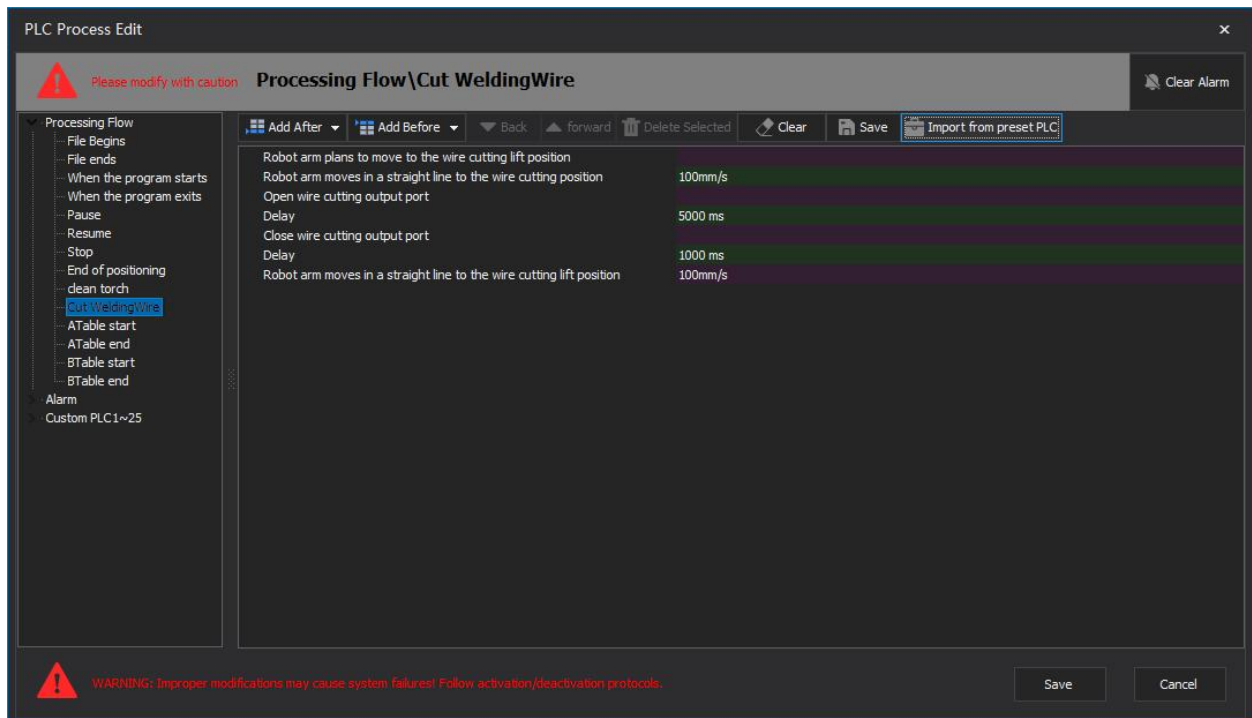 PLC Process Edit
Please modify with caution
Processing Flow\Cut WeldingWire
Clear Alarm
Processing Flow
File Begins
File ends
When the program starts
When the program exits
Pause
Resume
Stop
End of positioning
clean torch
Cut WeldingWire
ATable start
ATable end
BTable start
BTable end
Alarm
Custom PLC1~25
Add After Add Before Back forward Delete Selected Clear Save Import from preset PLC
Robot arm plans to move to the wire cutting lift position
Robot arm moves in a straight line to the wire cutting position 100mm/s
Open wire cutting output port
Delay 5000 ms
Close wire cutting output port
Delay 1000 ms
Robot arm moves in a straight line to the wire cutting lift position 100mm/s
WARNING: Improper modifications may cause system failures! Follow activation/deactivation protocols.
Save Cancel